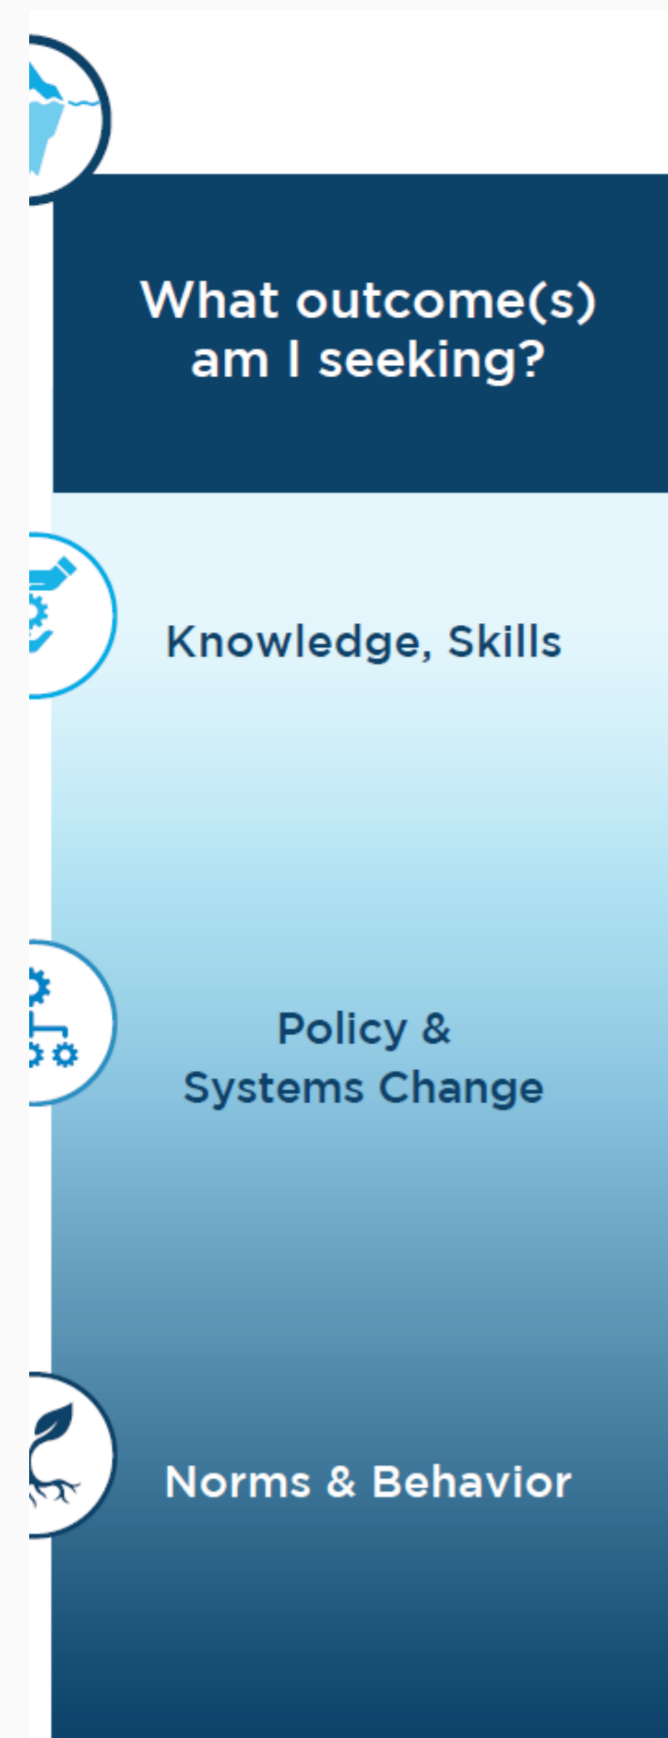 What outcome(s)
am I seeking?
Knowledge, Skills
Policy &
Systems Change
Norms & Behavior